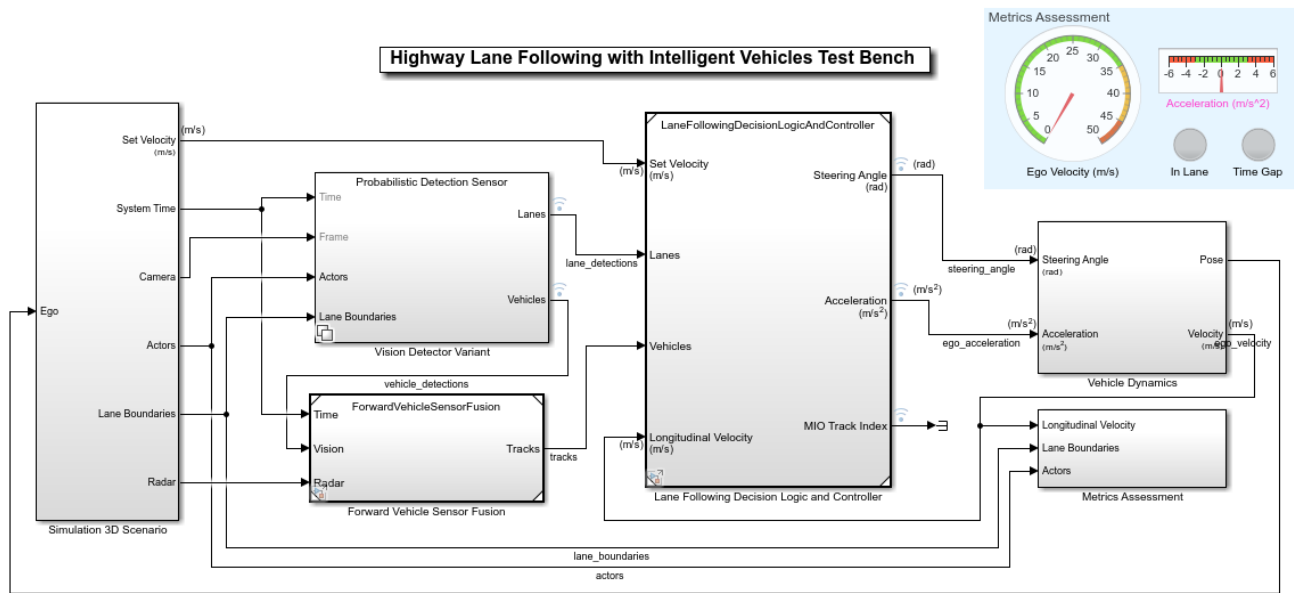 Metrics Assessment
Highway Lane Following with Intelligent Vehicles Test Bench
0
5
10
15
20
25
30
35
40
45
50
Ego Velocity (m/s)
-6 -4 -2 0 2 4 6
Acceleration (m/s^2)
In Lane
Time Gap
Ego
Set Velocity
(m/s)
(m/s)
System Time
Camera
Actors
Lane Boundaries
Radar
Simulation 3D Scenario
Probabilistic Detection Sensor
Time
Frame
Actors
Lane Boundaries
Lanes
Vehicles
Vision Detector Variant
lane_detections
vehicle_detections
ForwardVehicleSensorFusion
Time
Vision
Radar
Tracks
tracks
Forward Vehicle Sensor Fusion
LaneFollowingDecisionLogicAndController
(m/s)
Set Velocity
(m/s)
Lanes
Vehicles
(m/s)
Longitudinal Velocity
(m/s)
Steering Angle
(rad)
(rad)
Acceleration
(m/s²)
(m/s²)
MIO Track Index
Lane Following Decision Logic and Controller
steering_angle
ego_acceleration
(rad)
Steering Angle
(rad)
(m/s²)
Acceleration
(m/s²)
Pose
Velocity
(m/s)
(m/s)
ego_velocity
Vehicle Dynamics
Longitudinal Velocity
Lane Boundaries
Actors
Metrics Assessment
lane_boundaries
actors